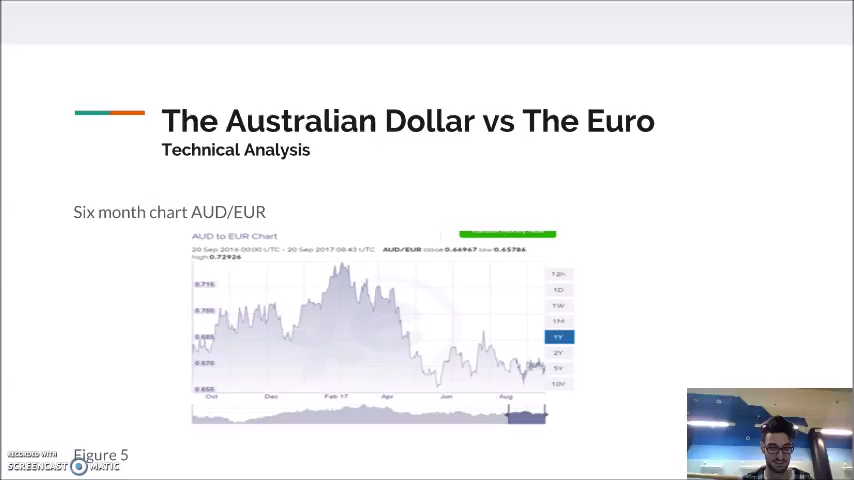 The Australian Dollar vs The Euro
Technical Analysis
Six month chart AUD/EUR
AUD to EUR Chart
20 Sep 2016 00:00 UTC - 20 Sep 2017 08:43 UTC AUD/EUR close:0.66967 low:0.65786
high:0.72926
12h
0.715
1D
1W
0.700
1M
0.685
1Y
2Y
0.670
5Y
0.655
10Y
Oct Dec Feb 17 Apr Jun Aug
Figure 5
RECORDED WITH
SCREENCAST MATIC